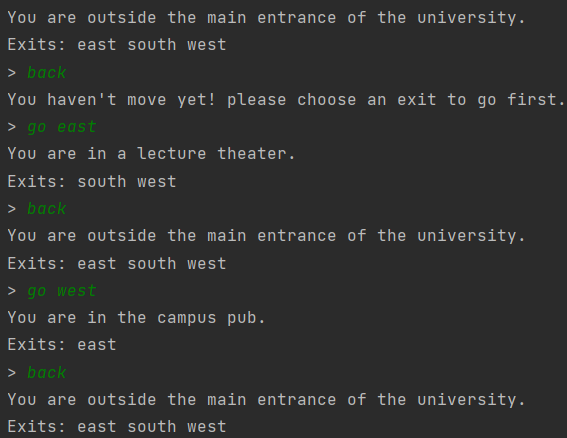 You are outside the main entrance of the university.
Exits: east south west
> back
You haven't move yet! please choose an exit to go first.
> go east
You are in a lecture theater.
Exits: south west
> back
You are outside the main entrance of the university.
Exits: east south west
> go west
You are in the campus pub.
Exits: east
> back
You are outside the main entrance of the university.
Exits: east south west